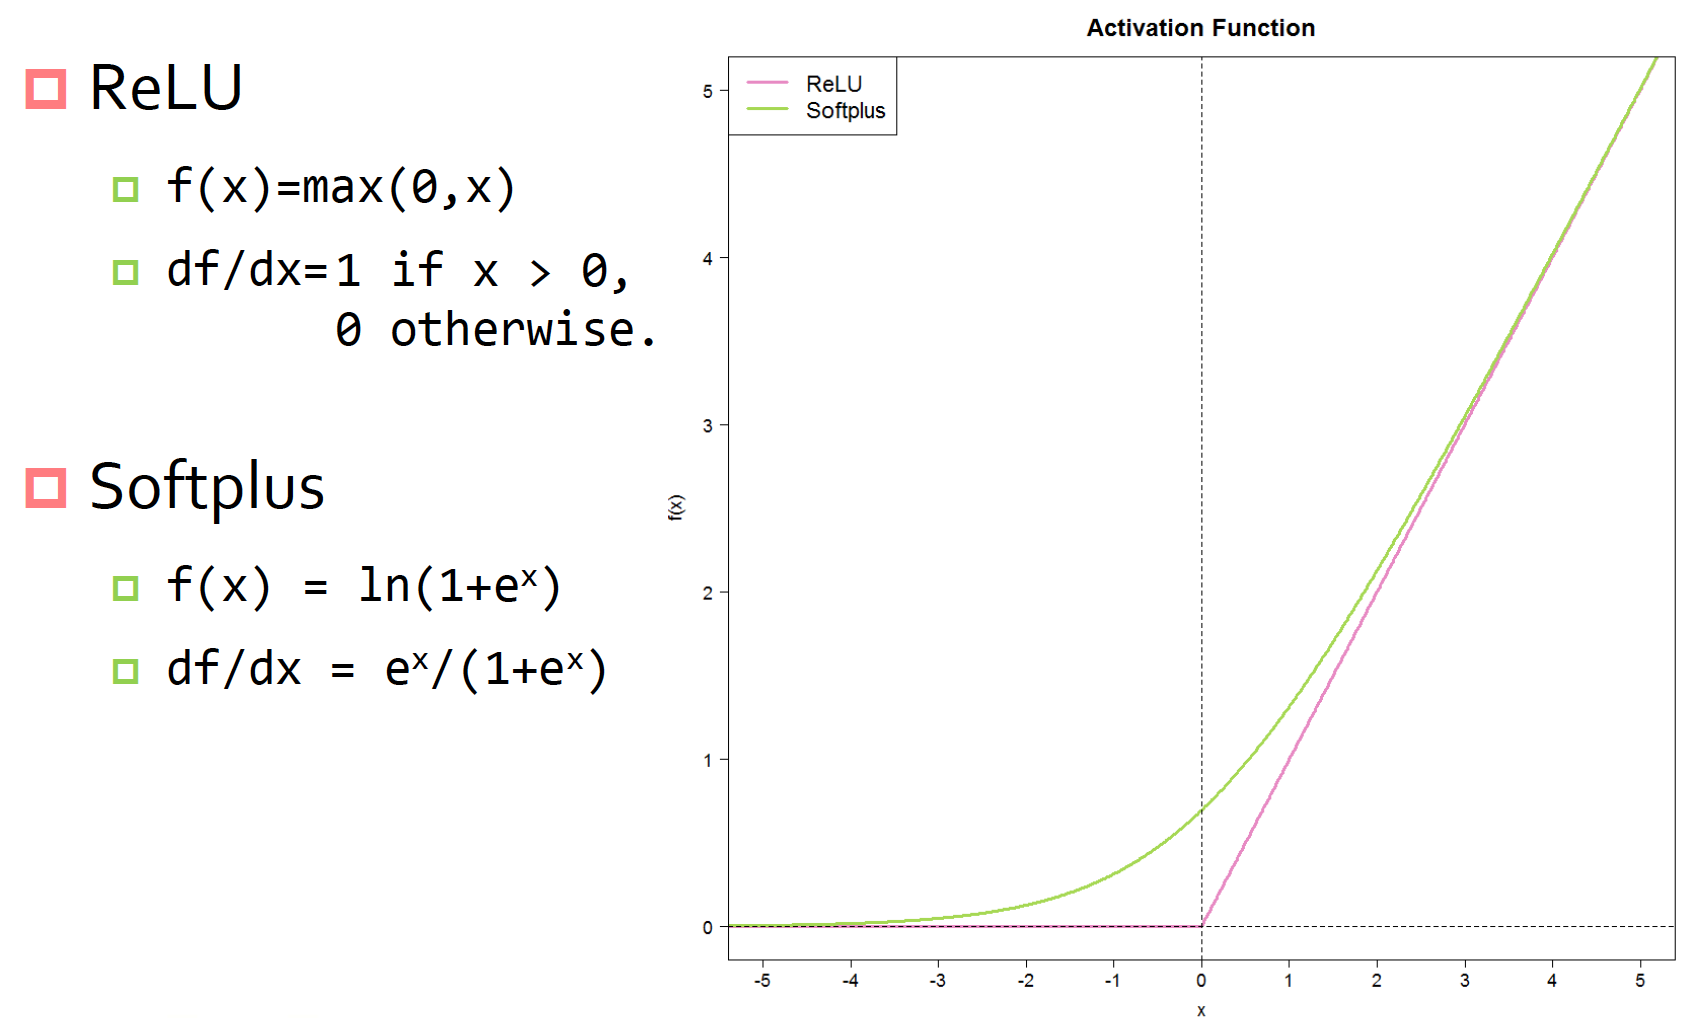 ReLU
f(x)=max(0,x)
df/dx=1 if x > 0,
0 otherwise.
Softplus
f(x) = ln(1+eˣ)
df/dx = eˣ/(1+eˣ)
Activation Function
ReLU
Softplus
f(x)
5
4
3
2
1
0
-5 -4 -3 -2 -1 0 1 2 3 4 5
x